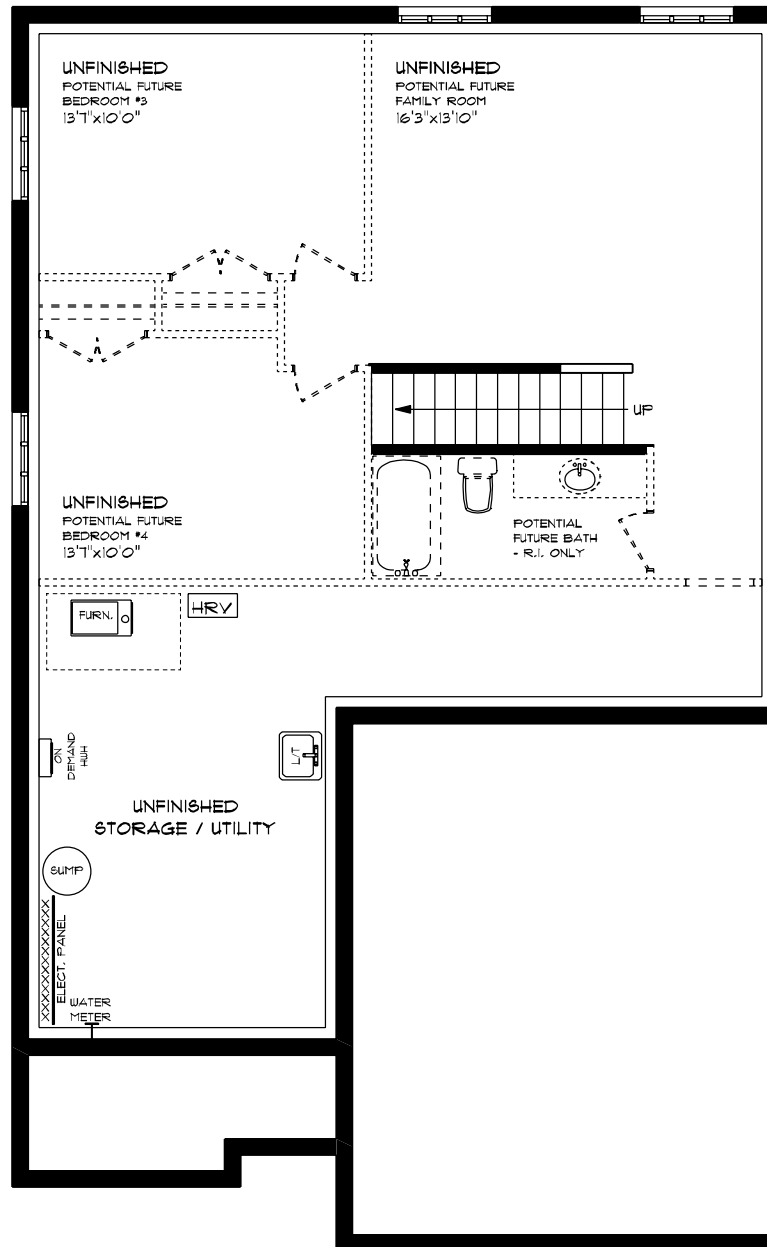 UNFINISHED
POTENTIAL FUTURE
BEDROOM #3
13'7"x10'0"
UNFINISHED
POTENTIAL FUTURE
FAMILY ROOM
16'3"x13'10"
UP
UNFINISHED
POTENTIAL FUTURE
BEDROOM #4
13'7"x10'0"
POTENTIAL
FUTURE BATH
- R.I. ONLY
FURN.
HRV
ON
DEMAND
HWH
L/T
UNFINISHED
STORAGE / UTILITY
SUMP
ELECT. PANEL
WATER
METER